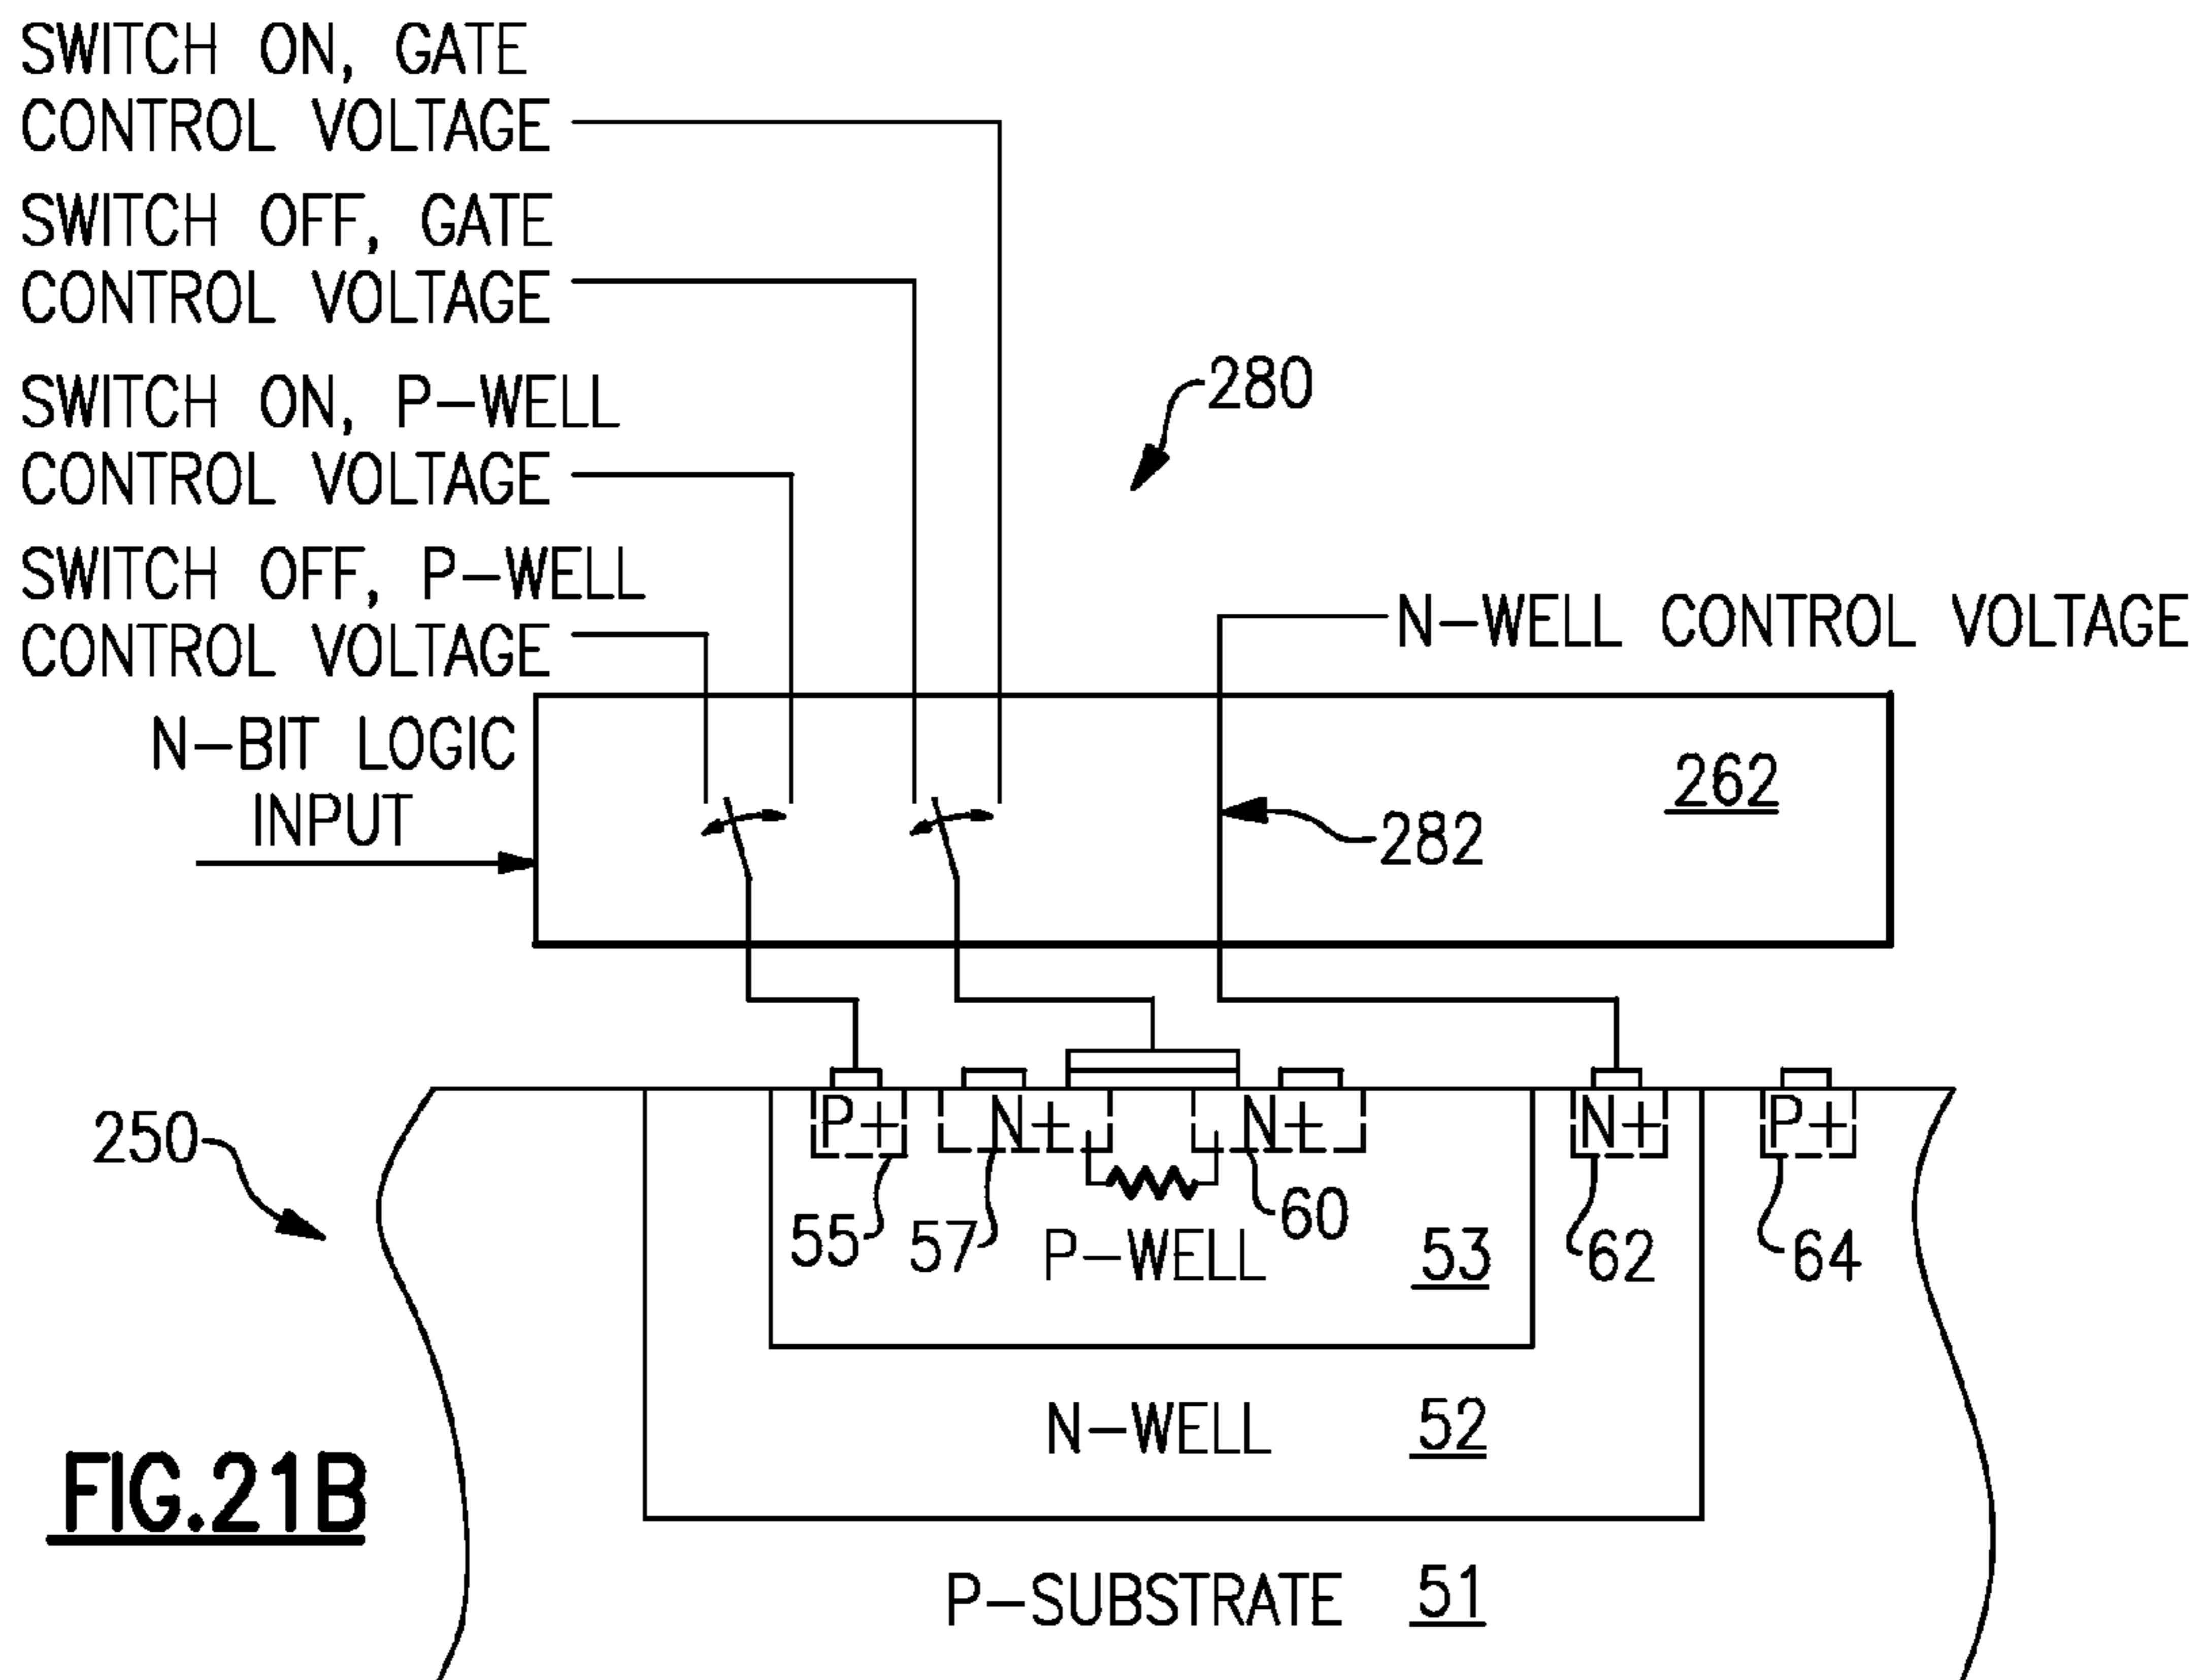 SWITCH ON, GATE
CONTROL VOLTAGE
SWITCH OFF, GATE
CONTROL VOLTAGE
280
SWITCH ON, P-WELL
CONTROL VOLTAGE
SWITCH OFF, P-WELL
CONTROL VOLTAGE
N-WELL CONTROL VOLTAGE
N-BIT LOGIC
INPUT
262
282
250
P+ N+ N+ N+ P+
55 57 60 62 64
P-WELL 53
N-WELL 52
FIG.21B
P-SUBSTRATE 51